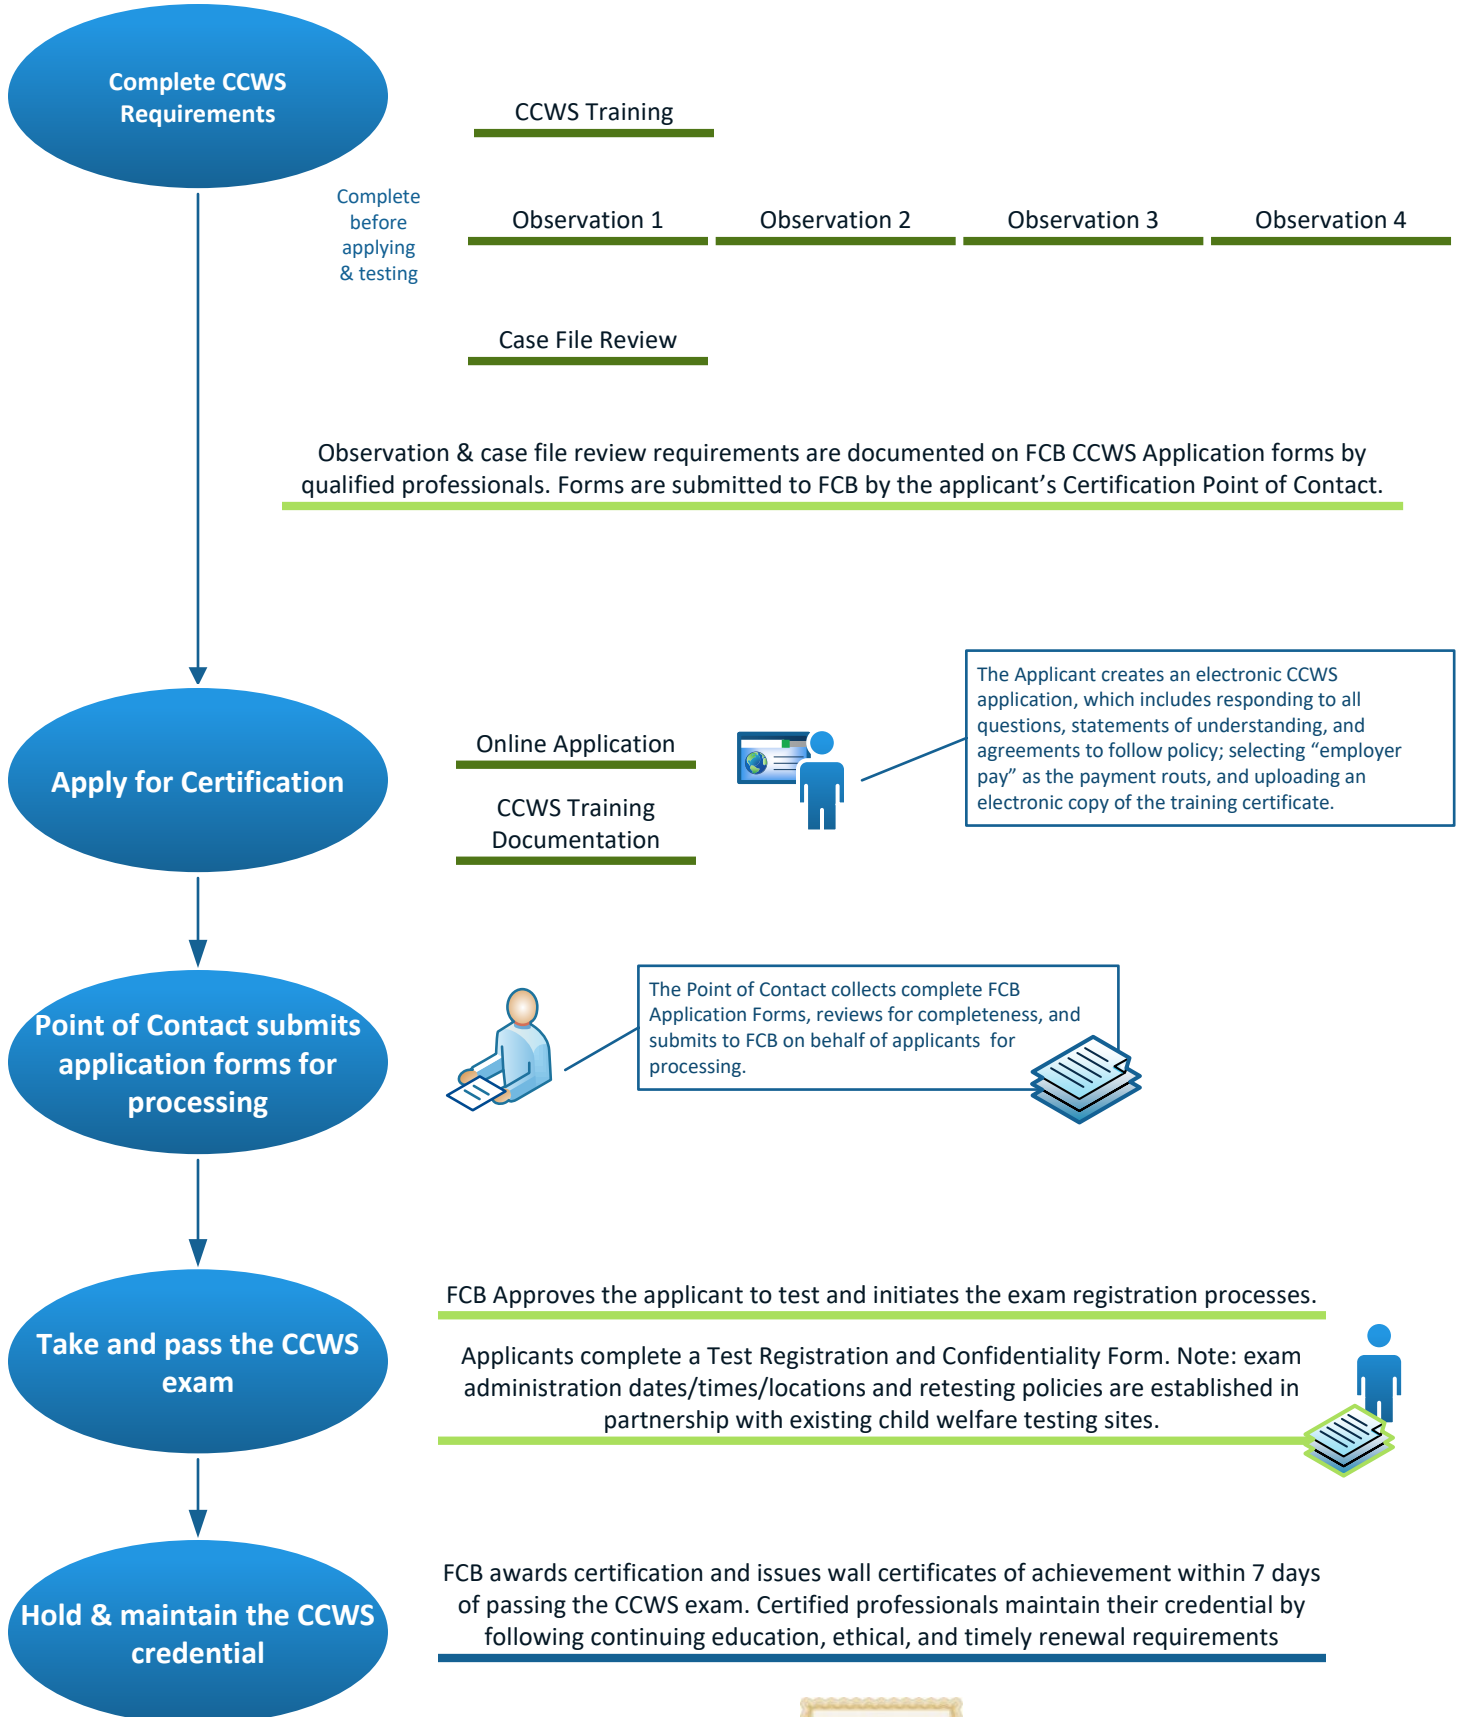 Complete CCWS
Requirements
CCWS Training
Complete
before
applying
& testing
Observation 1
Observation 2
Observation 3
Observation 4
Case File Review
Observation & case file review requirements are documented on FCB CCWS Application forms by
qualified professionals. Forms are submitted to FCB by the applicant’s Certification Point of Contact.
Apply for Certification
Online Application
CCWS Training
Documentation
The Applicant creates an electronic CCWS
application, which includes responding to all
questions, statements of understanding, and
agreements to follow policy; selecting “employer
pay” as the payment routs, and uploading an
electronic copy of the training certificate.
Point of Contact submits
application forms for
processing
The Point of Contact collects complete FCB
Application Forms, reviews for completeness, and
submits to FCB on behalf of applicants for
processing.
Take and pass the CCWS
exam
FCB Approves the applicant to test and initiates the exam registration processes.
Applicants complete a Test Registration and Confidentiality Form. Note: exam
administration dates/times/locations and retesting policies are established in
partnership with existing child welfare testing sites.
Hold & maintain the CCWS
credential
FCB awards certification and issues wall certificates of achievement within 7 days
of passing the CCWS exam. Certified professionals maintain their credential by
following continuing education, ethical, and timely renewal requirements